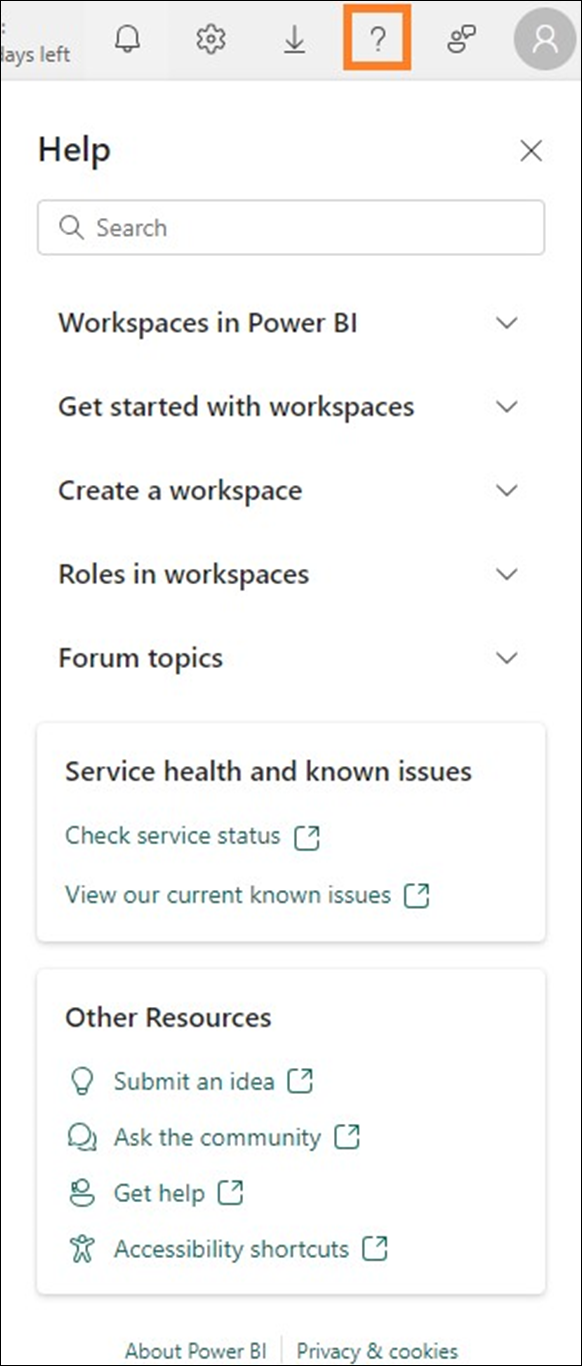 days left
?
Help
Search
Workspaces in Power BI
Get started with workspaces
Create a workspace
Roles in workspaces
Forum topics
Service health and known issues
Check service status
View our current known issues
Other Resources
Submit an idea
Ask the community
Get help
Accessibility shortcuts
About Power BI | Privacy & cookies